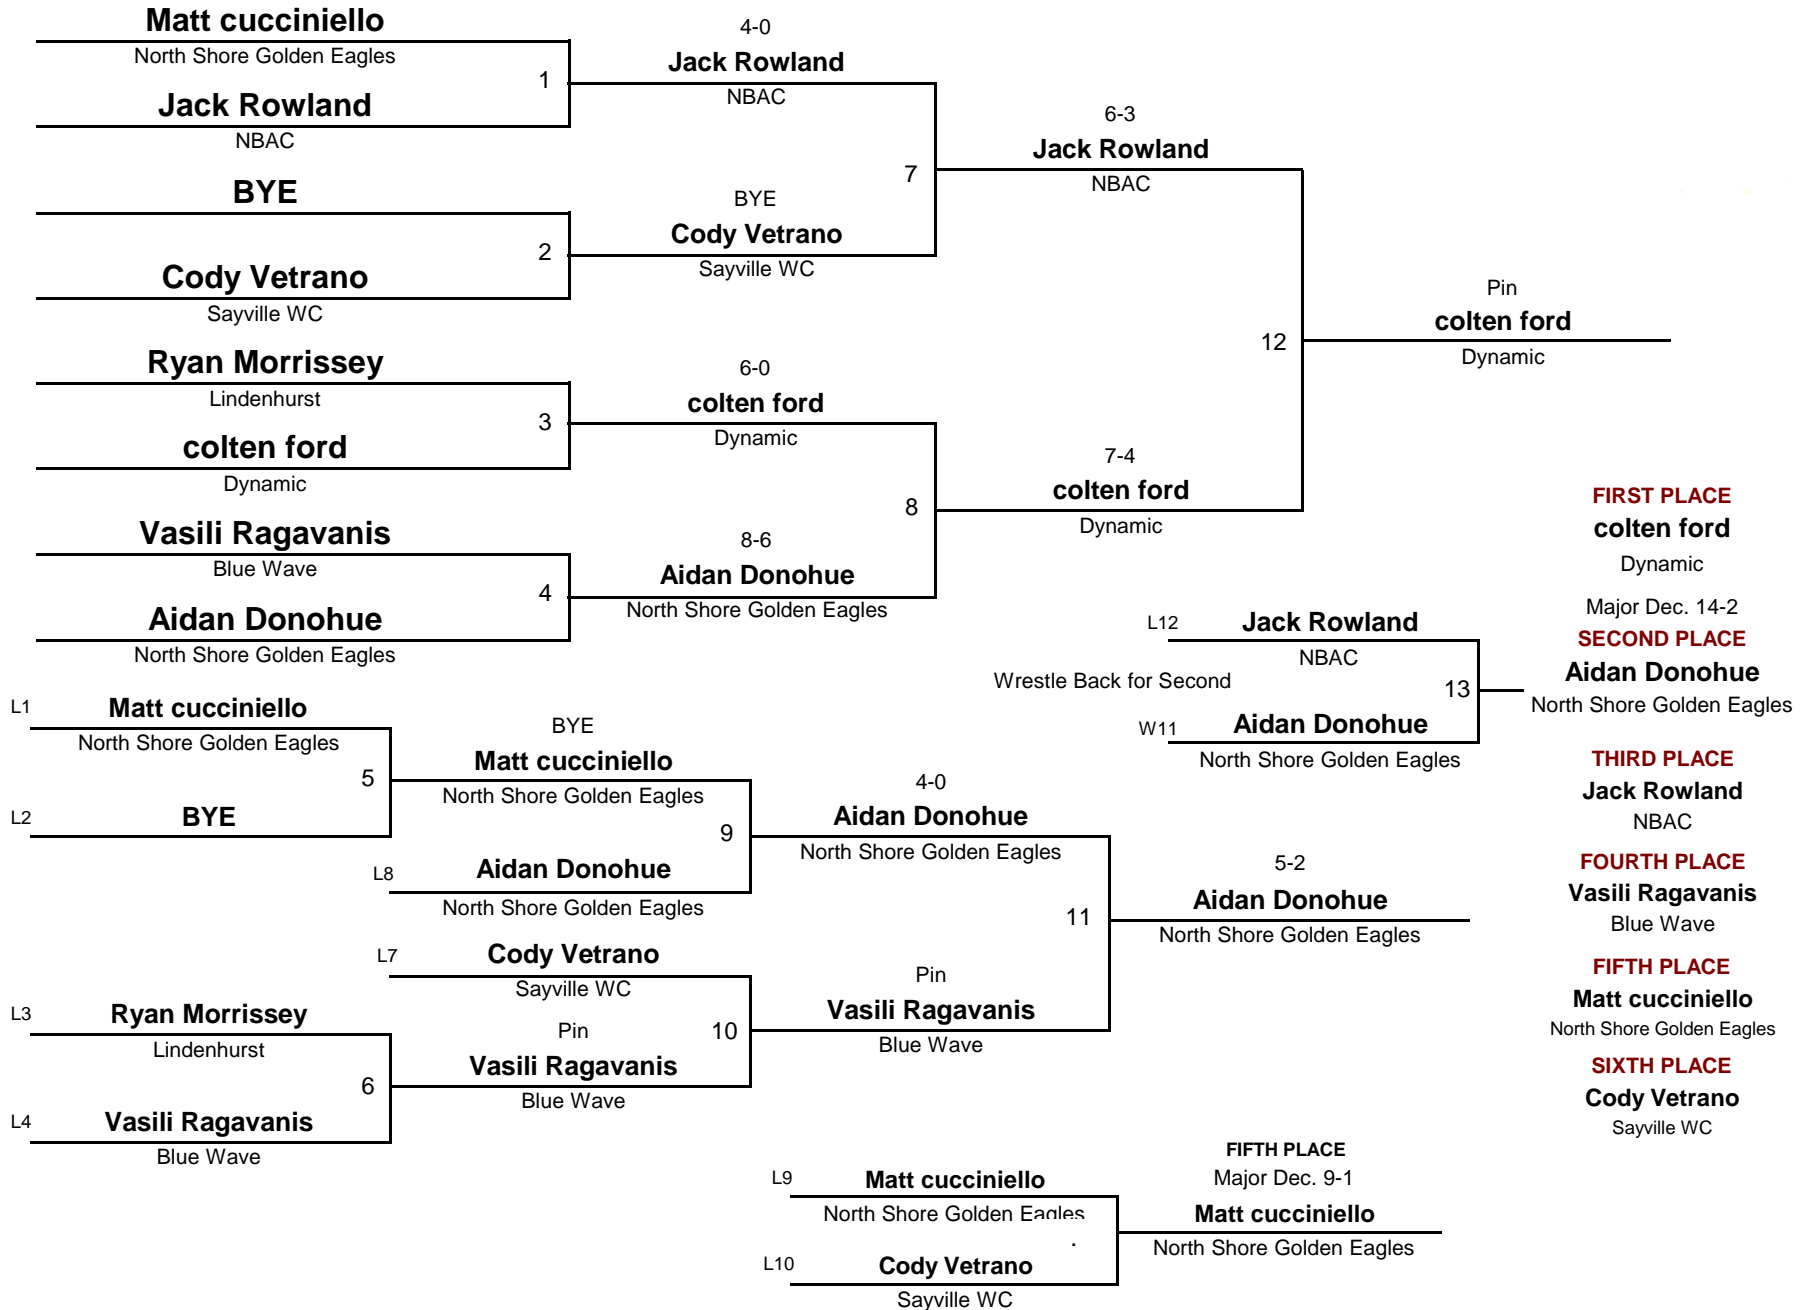 Matt cucciniello
North Shore Golden Eagles
1
Jack Rowland
NBAC
BYE
2
Cody Vetrano
Sayville WC
Ryan Morrissey
Lindenhurst
3
colten ford
Dynamic
Vasili Ragavanis
Blue Wave
4
Aidan Donohue
North Shore Golden Eagles
4-0
Jack Rowland
NBAC
7
BYE
Cody Vetrano
Sayville WC
6-0
colten ford
Dynamic
8
8-6
Aidan Donohue
North Shore Golden Eagles
6-3
Jack Rowland
NBAC
12
7-4
colten ford
Dynamic
Pin
colten ford
Dynamic
L12 Jack Rowland
NBAC
Wrestle Back for Second
13
W11 Aidan Donohue
North Shore Golden Eagles
FIRST PLACE
colten ford
Dynamic
Major Dec. 14-2
SECOND PLACE
Aidan Donohue
North Shore Golden Eagles
THIRD PLACE
Jack Rowland
NBAC
FOURTH PLACE
Vasili Ragavanis
Blue Wave
FIFTH PLACE
Matt cucciniello
North Shore Golden Eagles
SIXTH PLACE
Cody Vetrano
Sayville WC
L1 Matt cucciniello
North Shore Golden Eagles
5
L2 BYE
BYE
Matt cucciniello
North Shore Golden Eagles
9
L8 Aidan Donohue
North Shore Golden Eagles
L7 Cody Vetrano
Sayville WC
10
Pin
Vasili Ragavanis
Blue Wave
L3 Ryan Morrissey
Lindenhurst
6
L4 Vasili Ragavanis
Blue Wave
4-0
Aidan Donohue
North Shore Golden Eagles
11
Pin
Vasili Ragavanis
Blue Wave
5-2
Aidan Donohue
North Shore Golden Eagles
L9 Matt cucciniello
North Shore Golden Eagles
L10 Cody Vetrano
Sayville WC
FIFTH PLACE
Major Dec. 9-1
Matt cucciniello
North Shore Golden Eagles